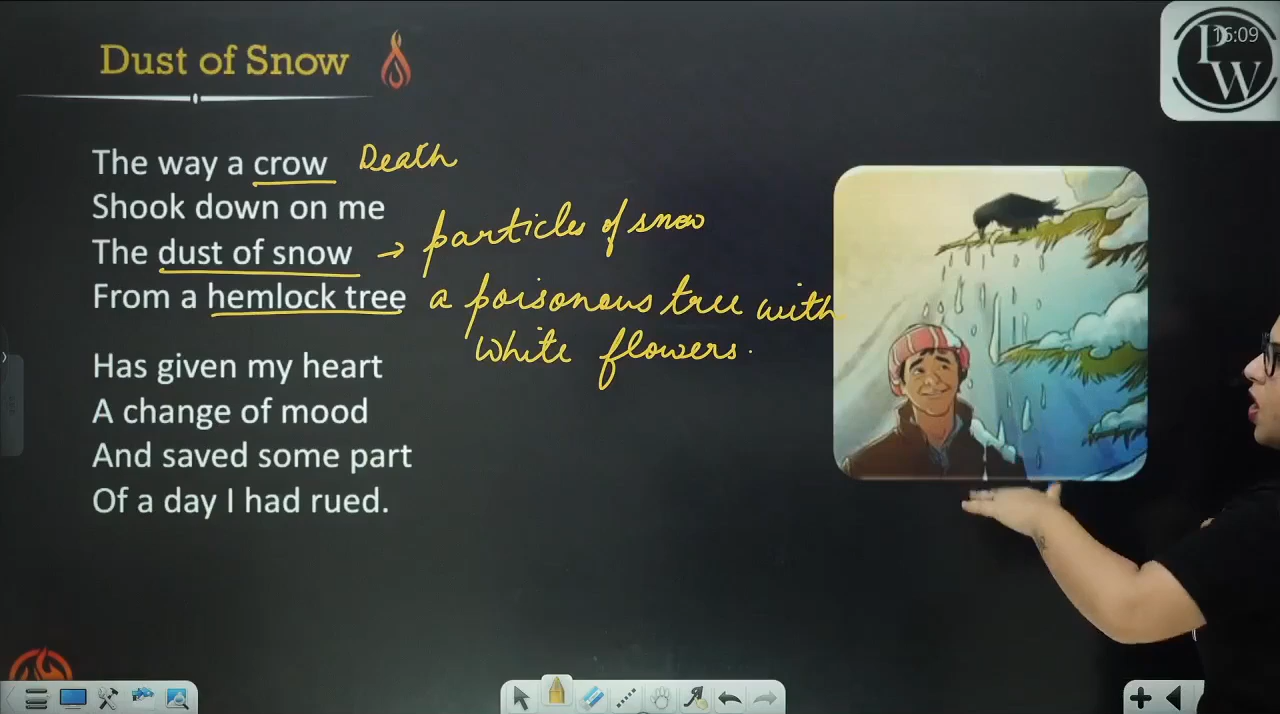 Dust of Snow
16:09
PW
The way a crow Death
Shook down on me
The dust of snow → particles of snow
From a hemlock tree a poisonous tree with
white flowers.
Has given my heart
A change of mood
And saved some part
Of a day I had rued.